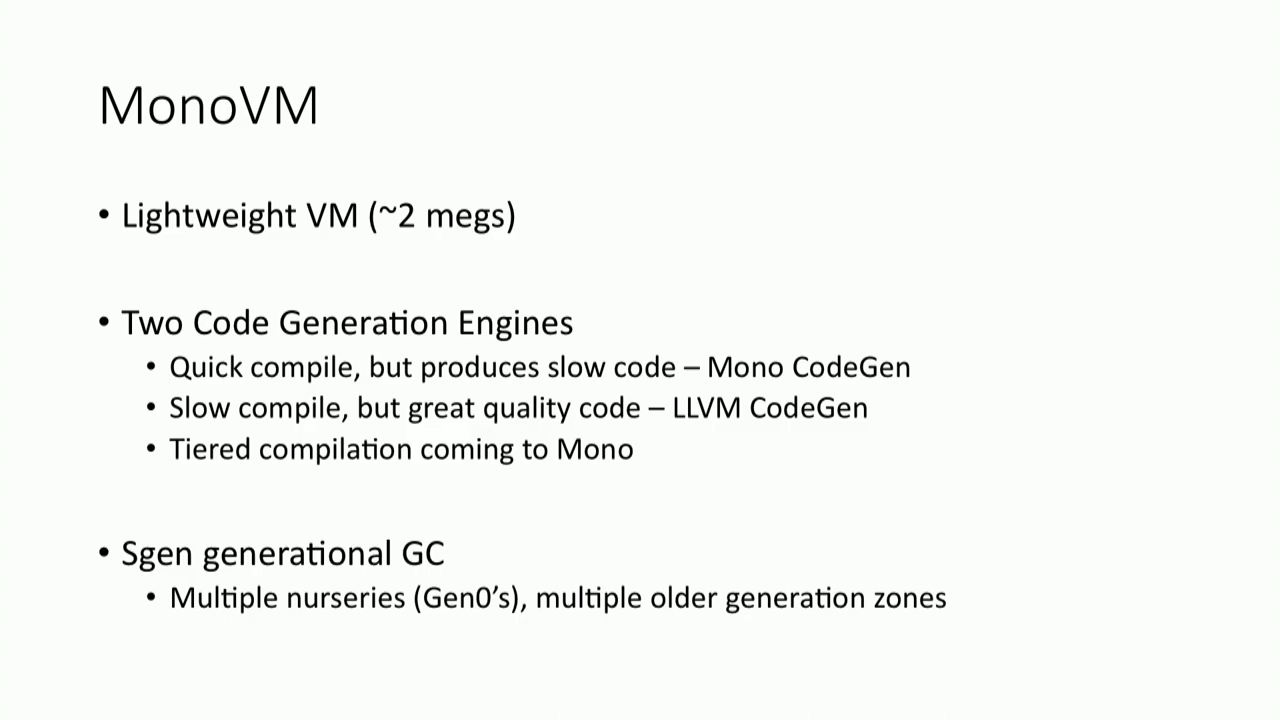 MonoVM
• Lightweight VM (~2 megs)
• Two Code Generation Engines
• Quick compile, but produces slow code – Mono CodeGen
• Slow compile, but great quality code – LLVM CodeGen
• Tiered compilation coming to Mono
• Sgen generational GC
• Multiple nurseries (Gen0’s), multiple older generation zones